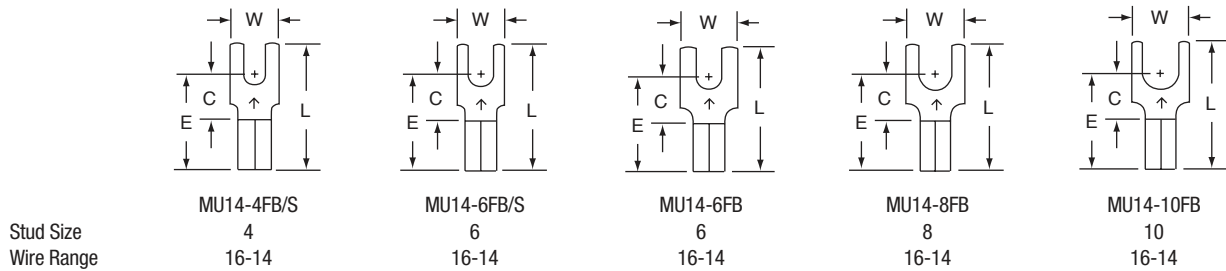 W W W W W
C C C C C
E E E E E
L L L L L
MU14-4FB/S MU14-6FB/S MU14-6FB MU14-8FB MU14-10FB
Stud Size 4 6 6 8 10
Wire Range 16-14 16-14 16-14 16-14 16-14